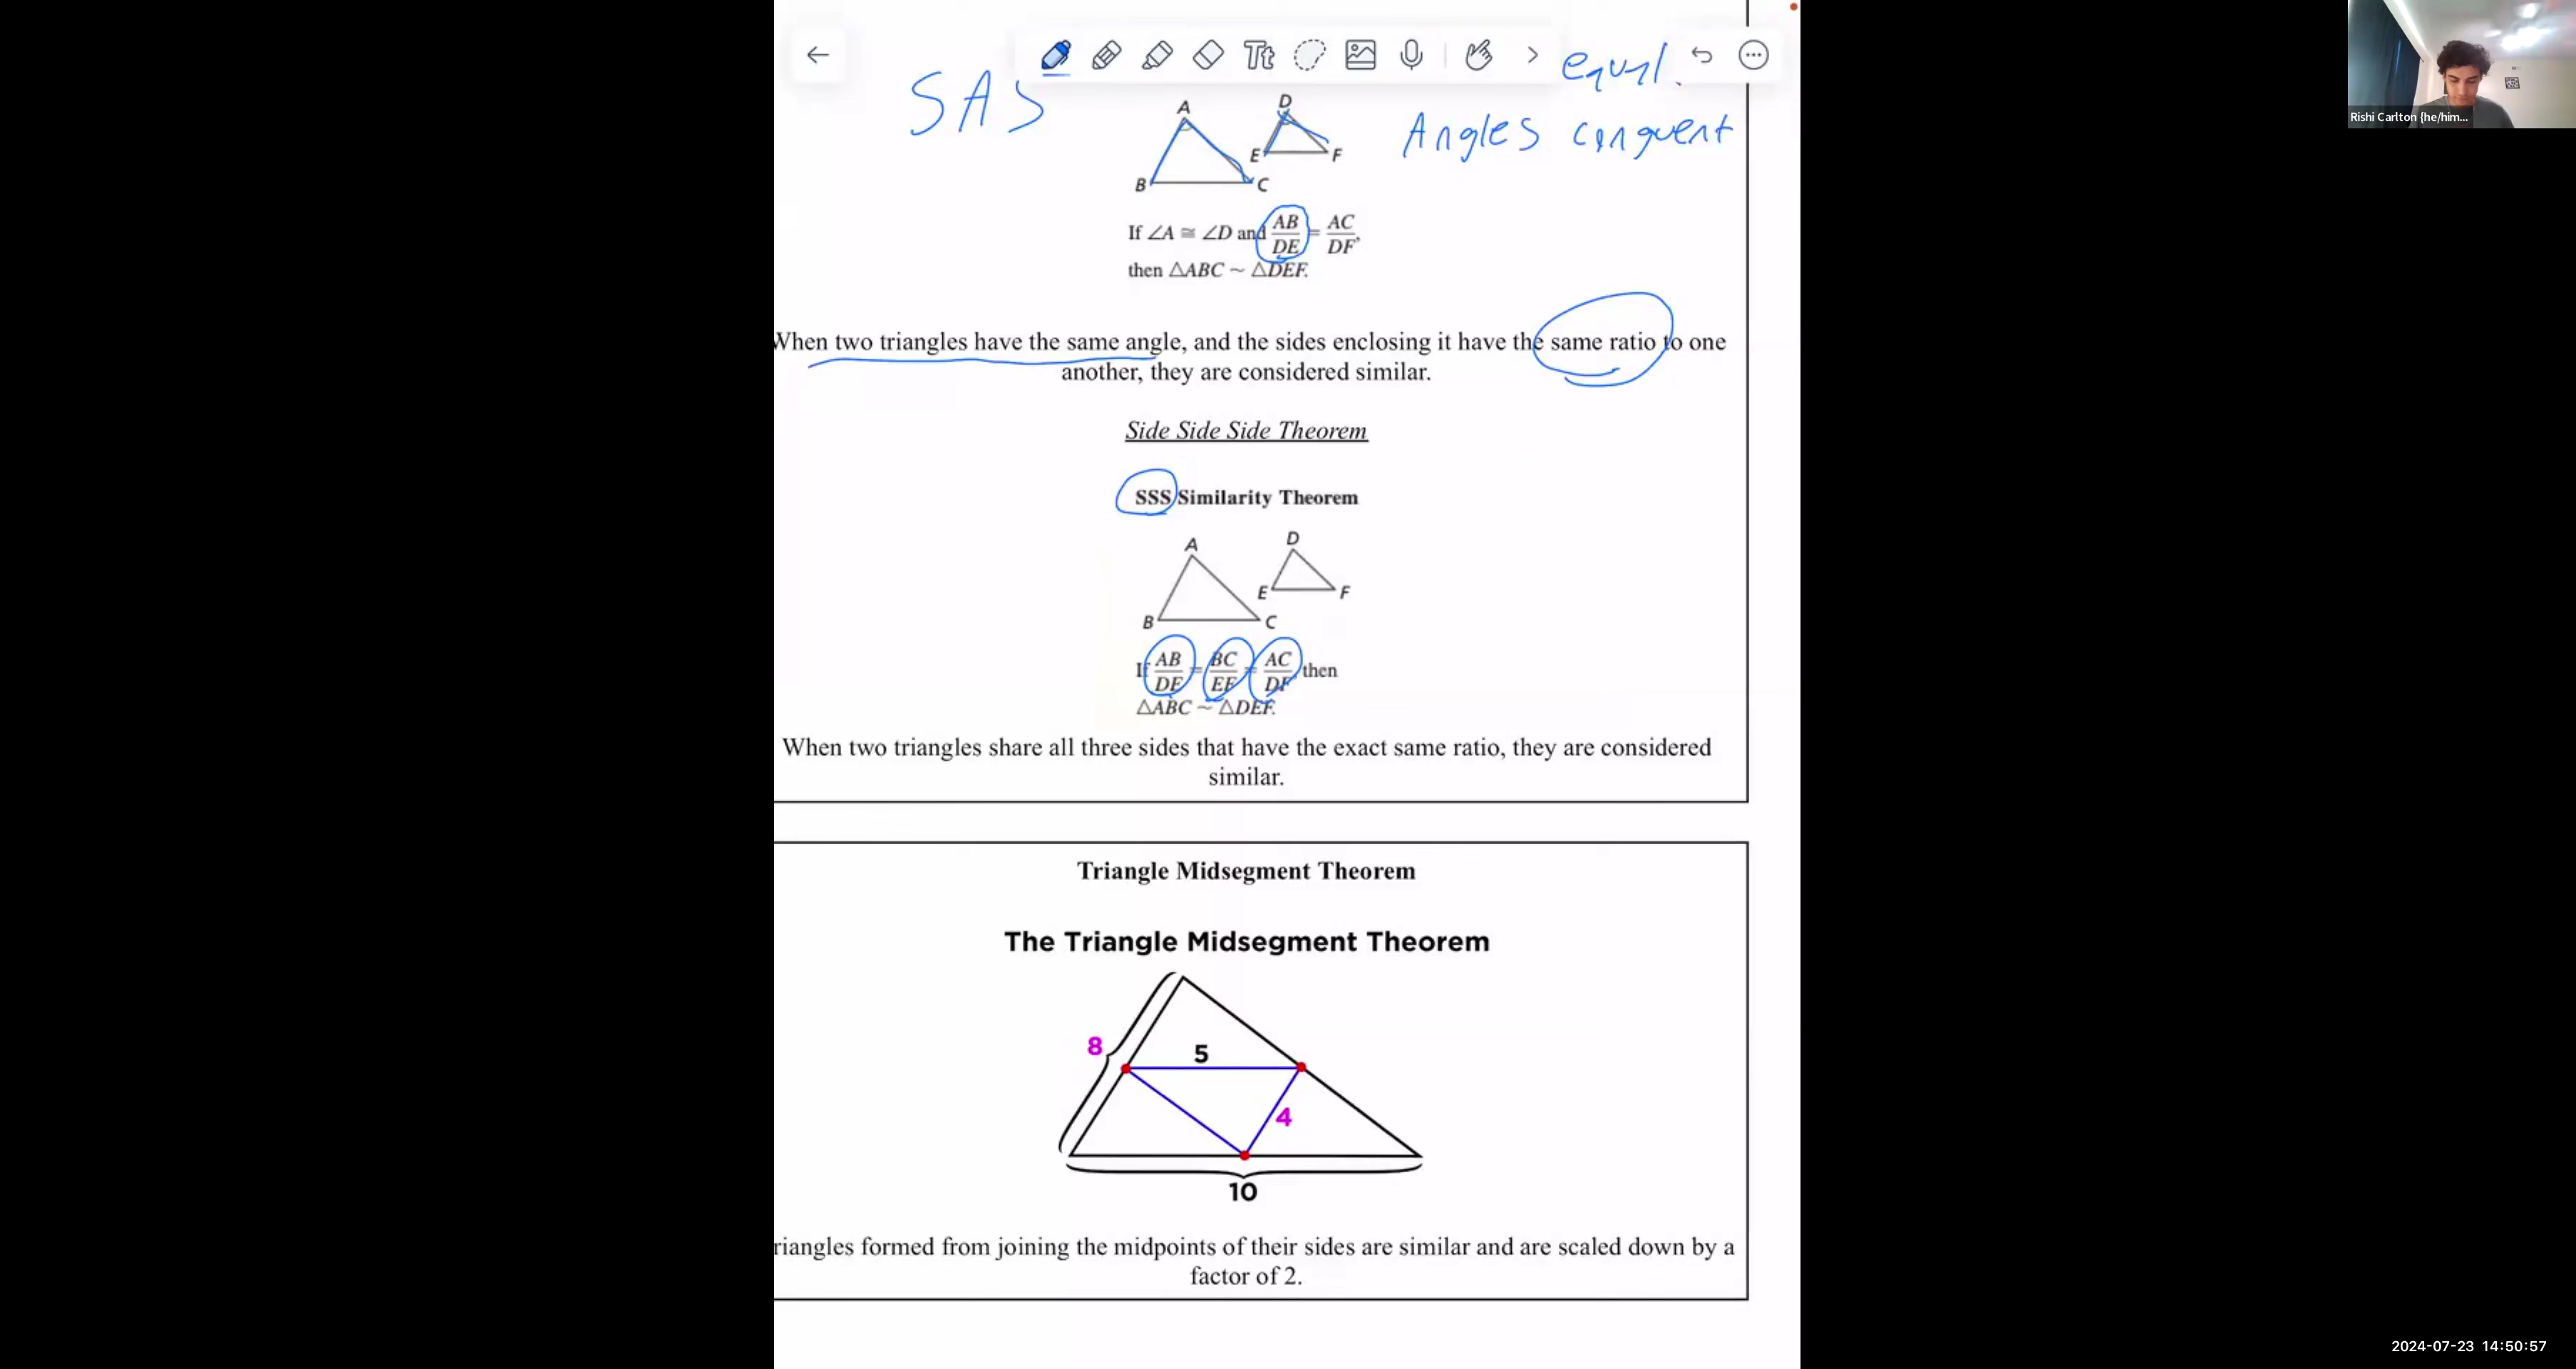 Tt
equal.
SAS
Angles conguent
A
D
E
F
B
C
If ∠A ≅ ∠D and AB/DE = AC/DF,
then △ABC ~ △DEF.
When two triangles have the same angle, and the sides enclosing it have the same ratio to one
another, they are considered similar.
Side Side Side Theorem
SSS Similarity Theorem
A
D
E
F
B
C
If AB/DE = BC/EF = AC/DF, then
△ABC ~ △DEF.
When two triangles share all three sides that have the exact same ratio, they are considered
similar.
Triangle Midsegment Theorem
The Triangle Midsegment Theorem
8
5
4
10
riangles formed from joining the midpoints of their sides are similar and are scaled down by a
factor of 2.
Rishi Carlton {he/him...
2024-07-23 14:50:57